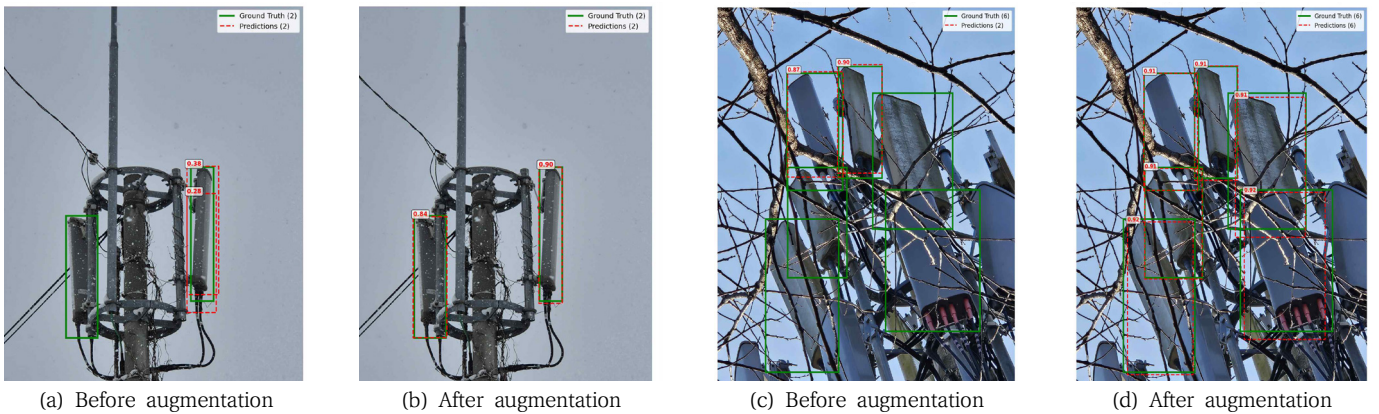 Ground Truth (2)
Predictions (2)
0.38
0.28
Ground Truth (2)
Predictions (2)
0.90
0.84
Ground Truth (6)
Predictions (2)
0.90
0.87
Ground Truth (6)
Predictions (6)
0.91
0.91
0.91
0.91
0.92
0.92
(a) Before augmentation
(b) After augmentation
(c) Before augmentation
(d) After augmentation